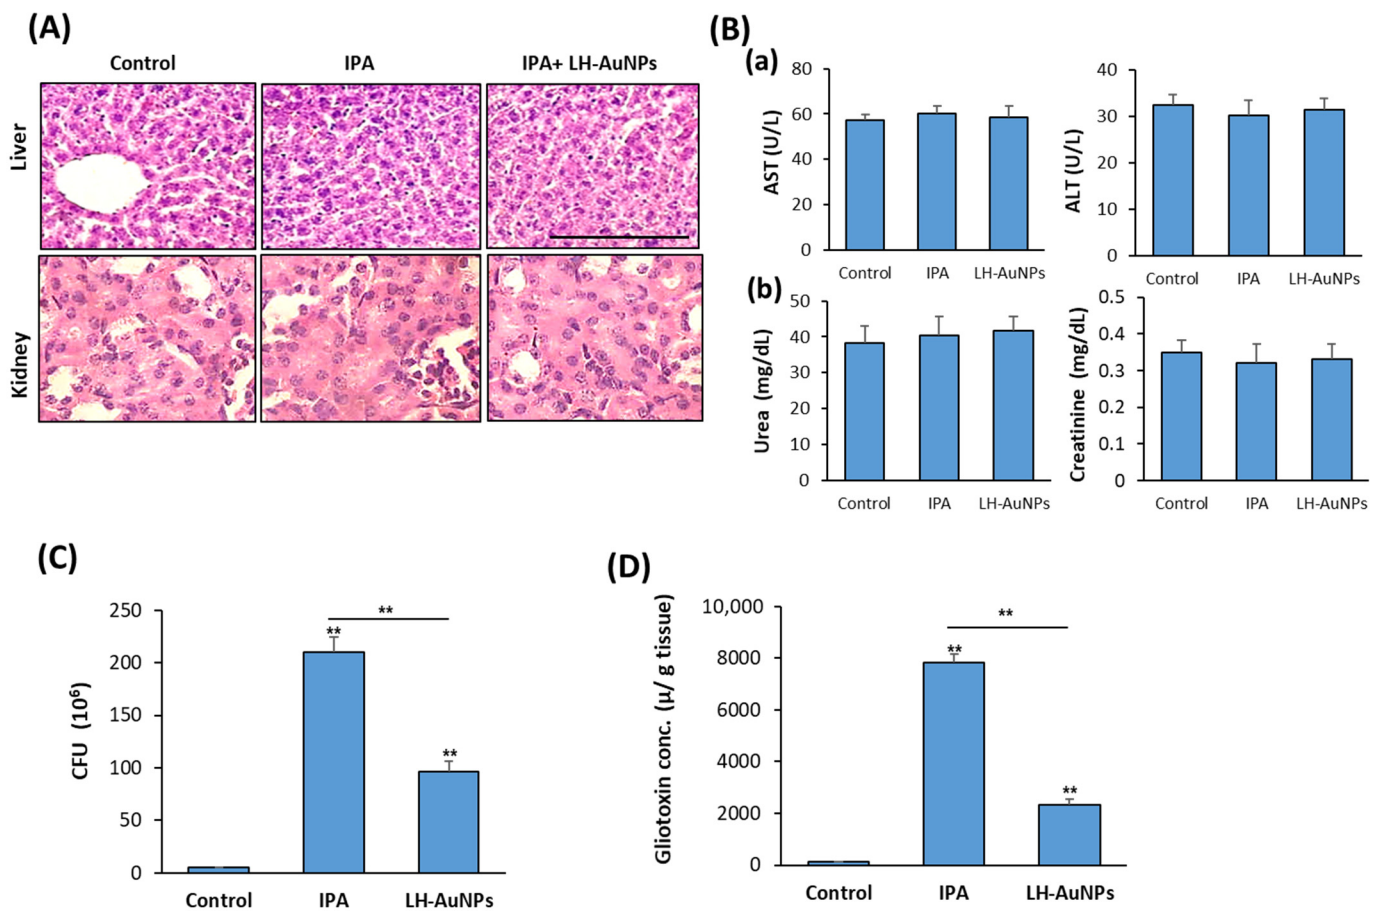 (A)
Control IPA IPA+ LH-AuNPs
Liver
Kidney
(B)
(a)
AST (U/L)
80
60
40
20
0
Control IPA LH-AuNPs
ALT (U/L)
40
30
20
10
0
Control IPA LH-AuNPs
(b)
Urea (mg/dL)
50
40
30
20
10
0
Control IPA LH-AuNPs
Creatinine (mg/dL)
0.5
0.4
0.3
0.2
0.1
0
Control IPA LH-AuNPs
(C)
CFU (10⁶)
250
200
150
100
50
0
**
**
**
Control IPA LH-AuNPs
(D)
Gliotoxin conc. (µ/ g tissue)
10,000
8000
6000
4000
2000
0
**
**
**
Control IPA LH-AuNPs